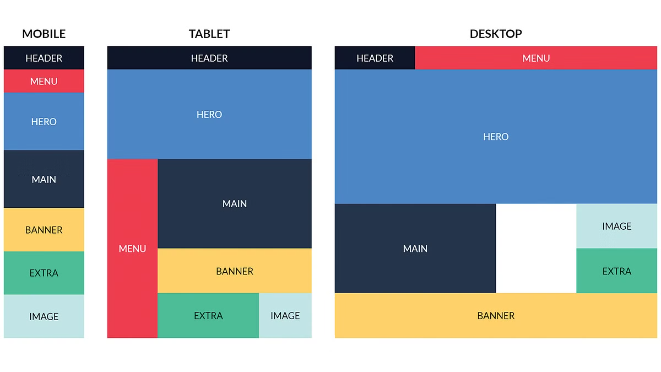 MOBILE
HEADER
MENU
HERO
MAIN
BANNER
EXTRA
IMAGE
TABLET
HEADER
HERO
MENU
MAIN
BANNER
EXTRA IMAGE
DESKTOP
HEADER MENU
HERO
MAIN
IMAGE
EXTRA
BANNER